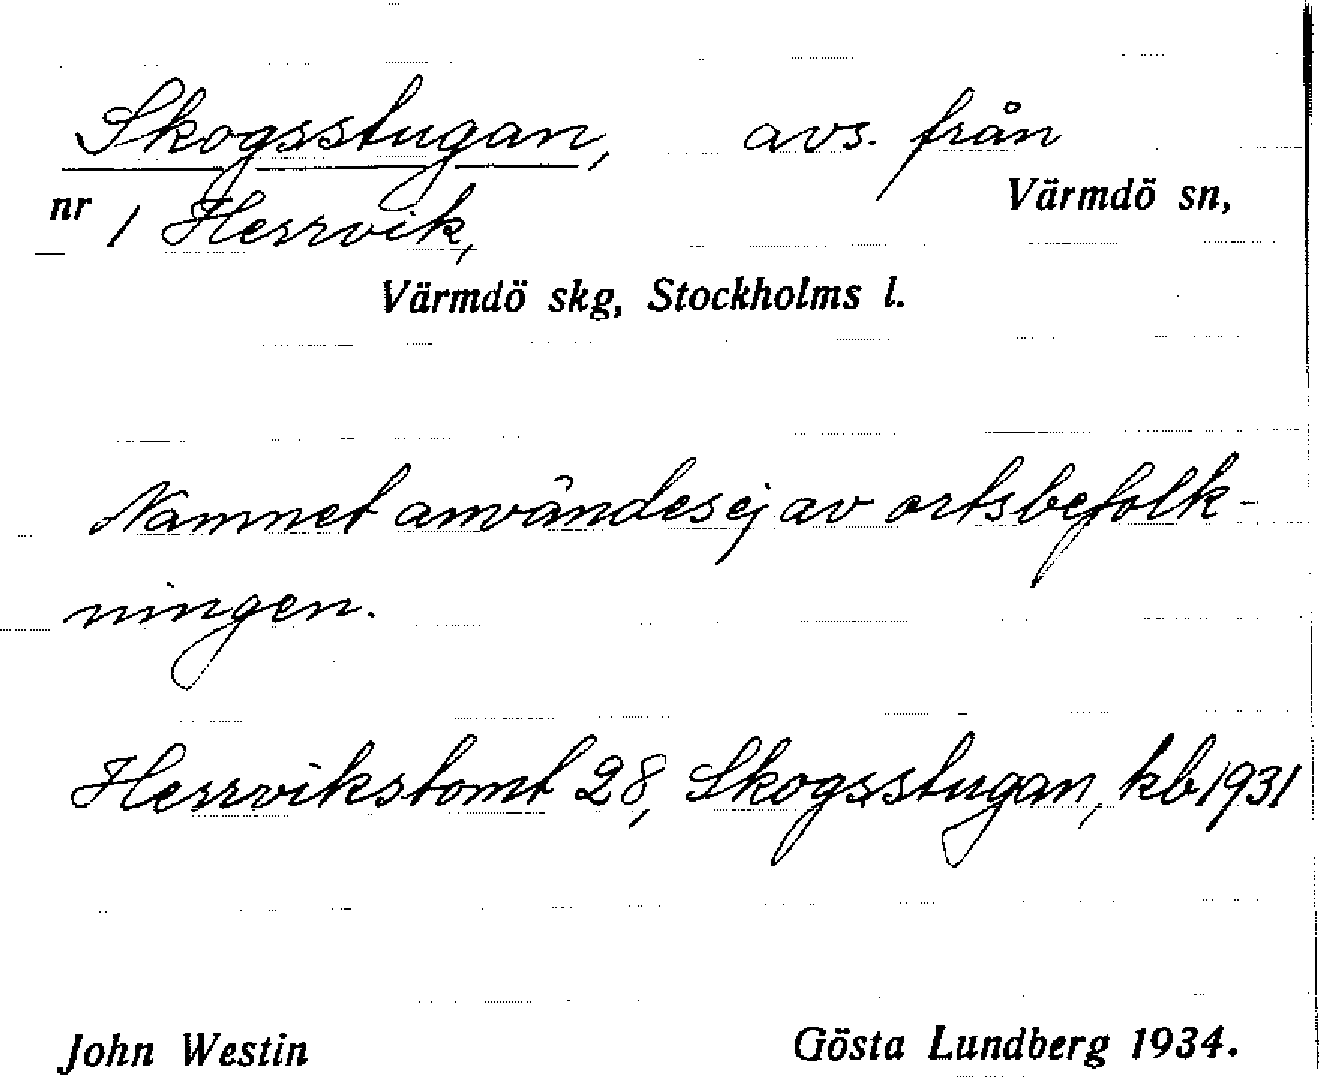 Skogsstugan, avs. från
nr 1 Herrvik, Värmdö sn,
Värmdö skg, Stockholms l.
Namnet användes ej av ortsbefolk-
ningen.
Herrvikstomt 28, Skogsstugan, kb 1931
John Westin Gösta Lundberg 1934.